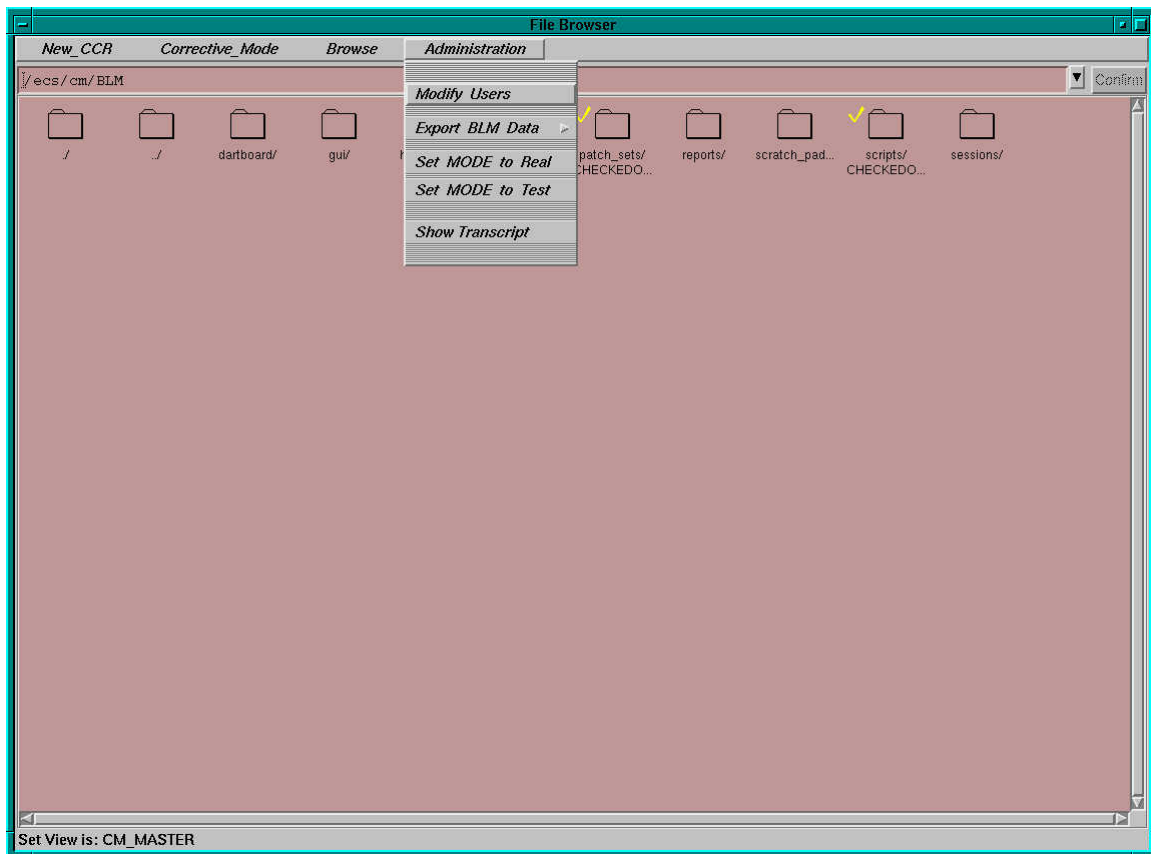 File Browser
New_CCR Corrective_Mode Browse Administration
/ecs/cm/BLM Confirm
Modify Users
Export BLM Data
Set MODE to Real
Set MODE to Test
Show Transcript
./ ../ dartboard/ gui/ patch_sets/ reports/ scratch_pad... scripts/ sessions/
CHECKEDO... CHECKEDO...
Set View is: CM_MASTER